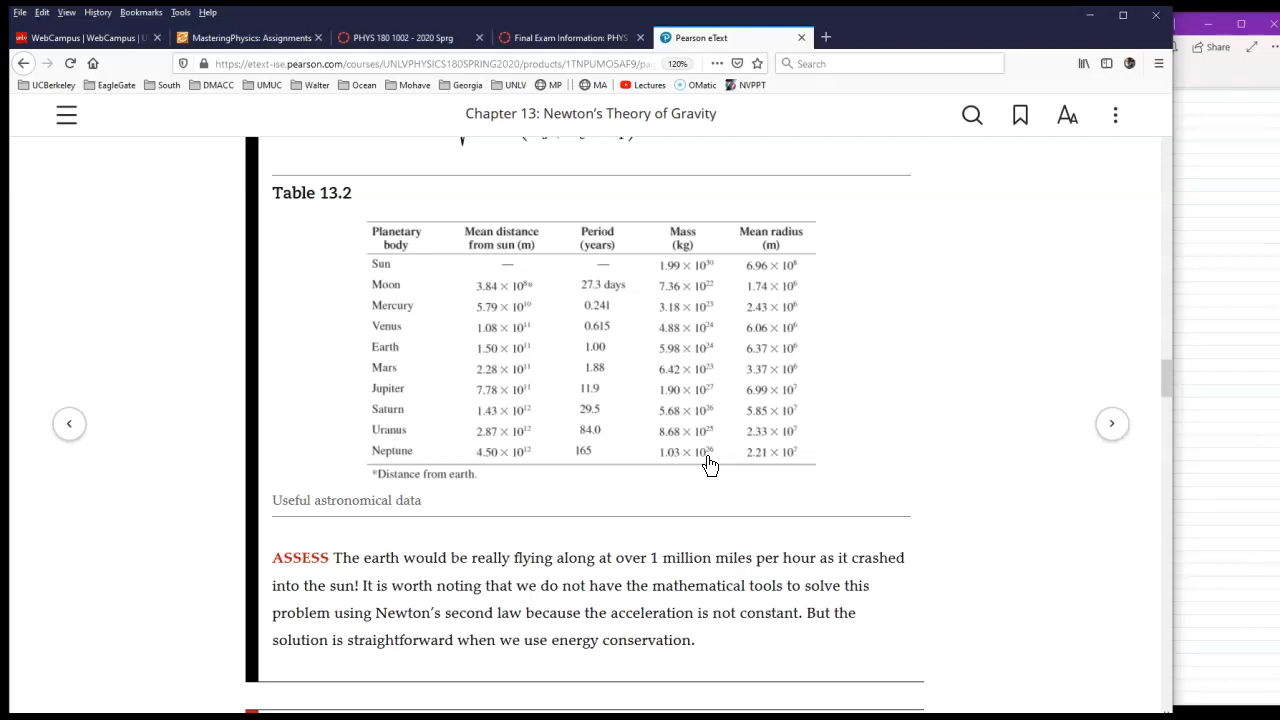 File Edit View History Bookmarks Tools Help
WebCampus | WebCampus | U MasteringPhysics: Assignments PHYS 180 1002 - 2020 Sprg Final Exam Information: PHYS Pearson eText
https://etext-ise.pearson.com/courses/UNLVPHYSICS180SPRING2020/products/1TNPUMO5AF9/pa 120% Search Share
UCBerkeley EagleGate South DMACC UMUC Walter Ocean Mohave Georgia UNLV MP MA Lectures OMatic NVPPT
Chapter 13: Newton's Theory of Gravity
Table 13.2
Planetary body Mean distance from sun (m) Period (years) Mass (kg) Mean radius (m)
Sun — — 1.99 × 10³⁰ 6.96 × 10⁸
Moon 3.84 × 10⁸* 27.3 days 7.36 × 10²² 1.74 × 10⁶
Mercury 5.79 × 10¹⁰ 0.241 3.18 × 10²³ 2.43 × 10⁶
Venus 1.08 × 10¹¹ 0.615 4.88 × 10²⁴ 6.06 × 10⁶
Earth 1.50 × 10¹¹ 1.00 5.98 × 10²⁴ 6.37 × 10⁶
Mars 2.28 × 10¹¹ 1.88 6.42 × 10²³ 3.37 × 10⁶
Jupiter 7.78 × 10¹¹ 11.9 1.90 × 10²⁷ 6.99 × 10⁷
Saturn 1.43 × 10¹² 29.5 5.68 × 10²⁶ 5.85 × 10⁷
Uranus 2.87 × 10¹² 84.0 8.68 × 10²⁵ 2.33 × 10⁷
Neptune 4.50 × 10¹² 165 1.03 × 10²⁶ 2.21 × 10⁷
*Distance from earth.
Useful astronomical data
ASSESS The earth would be really flying along at over 1 million miles per hour as it crashed
into the sun! It is worth noting that we do not have the mathematical tools to solve this
problem using Newton's second law because the acceleration is not constant. But the
solution is straightforward when we use energy conservation.